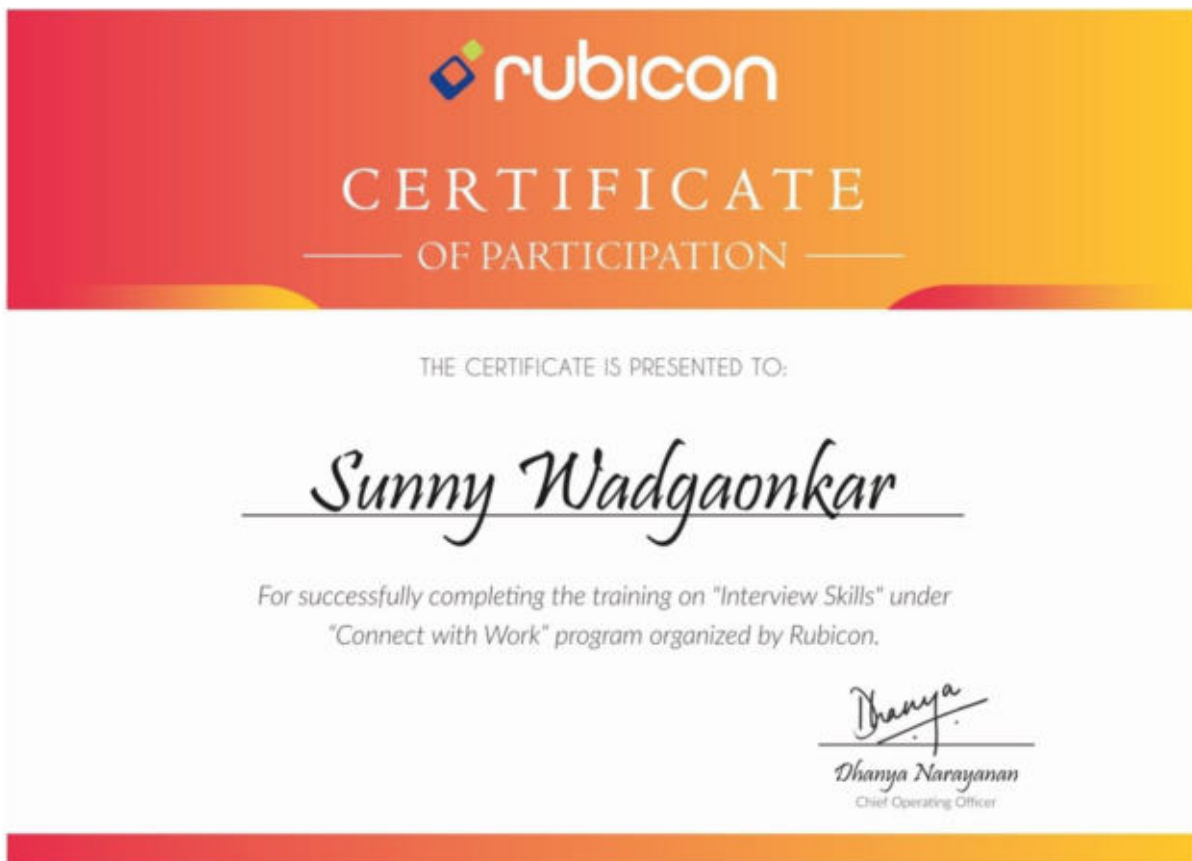 rubicon
CERTIFICATE
OF PARTICIPATION
THE CERTIFICATE IS PRESENTED TO:
Sunny Wadgaonkar
For successfully completing the training on "Interview Skills" under
"Connect with Work" program organized by Rubicon.
Dhanya
Dhanya Narayanan
Chief Operating Officer